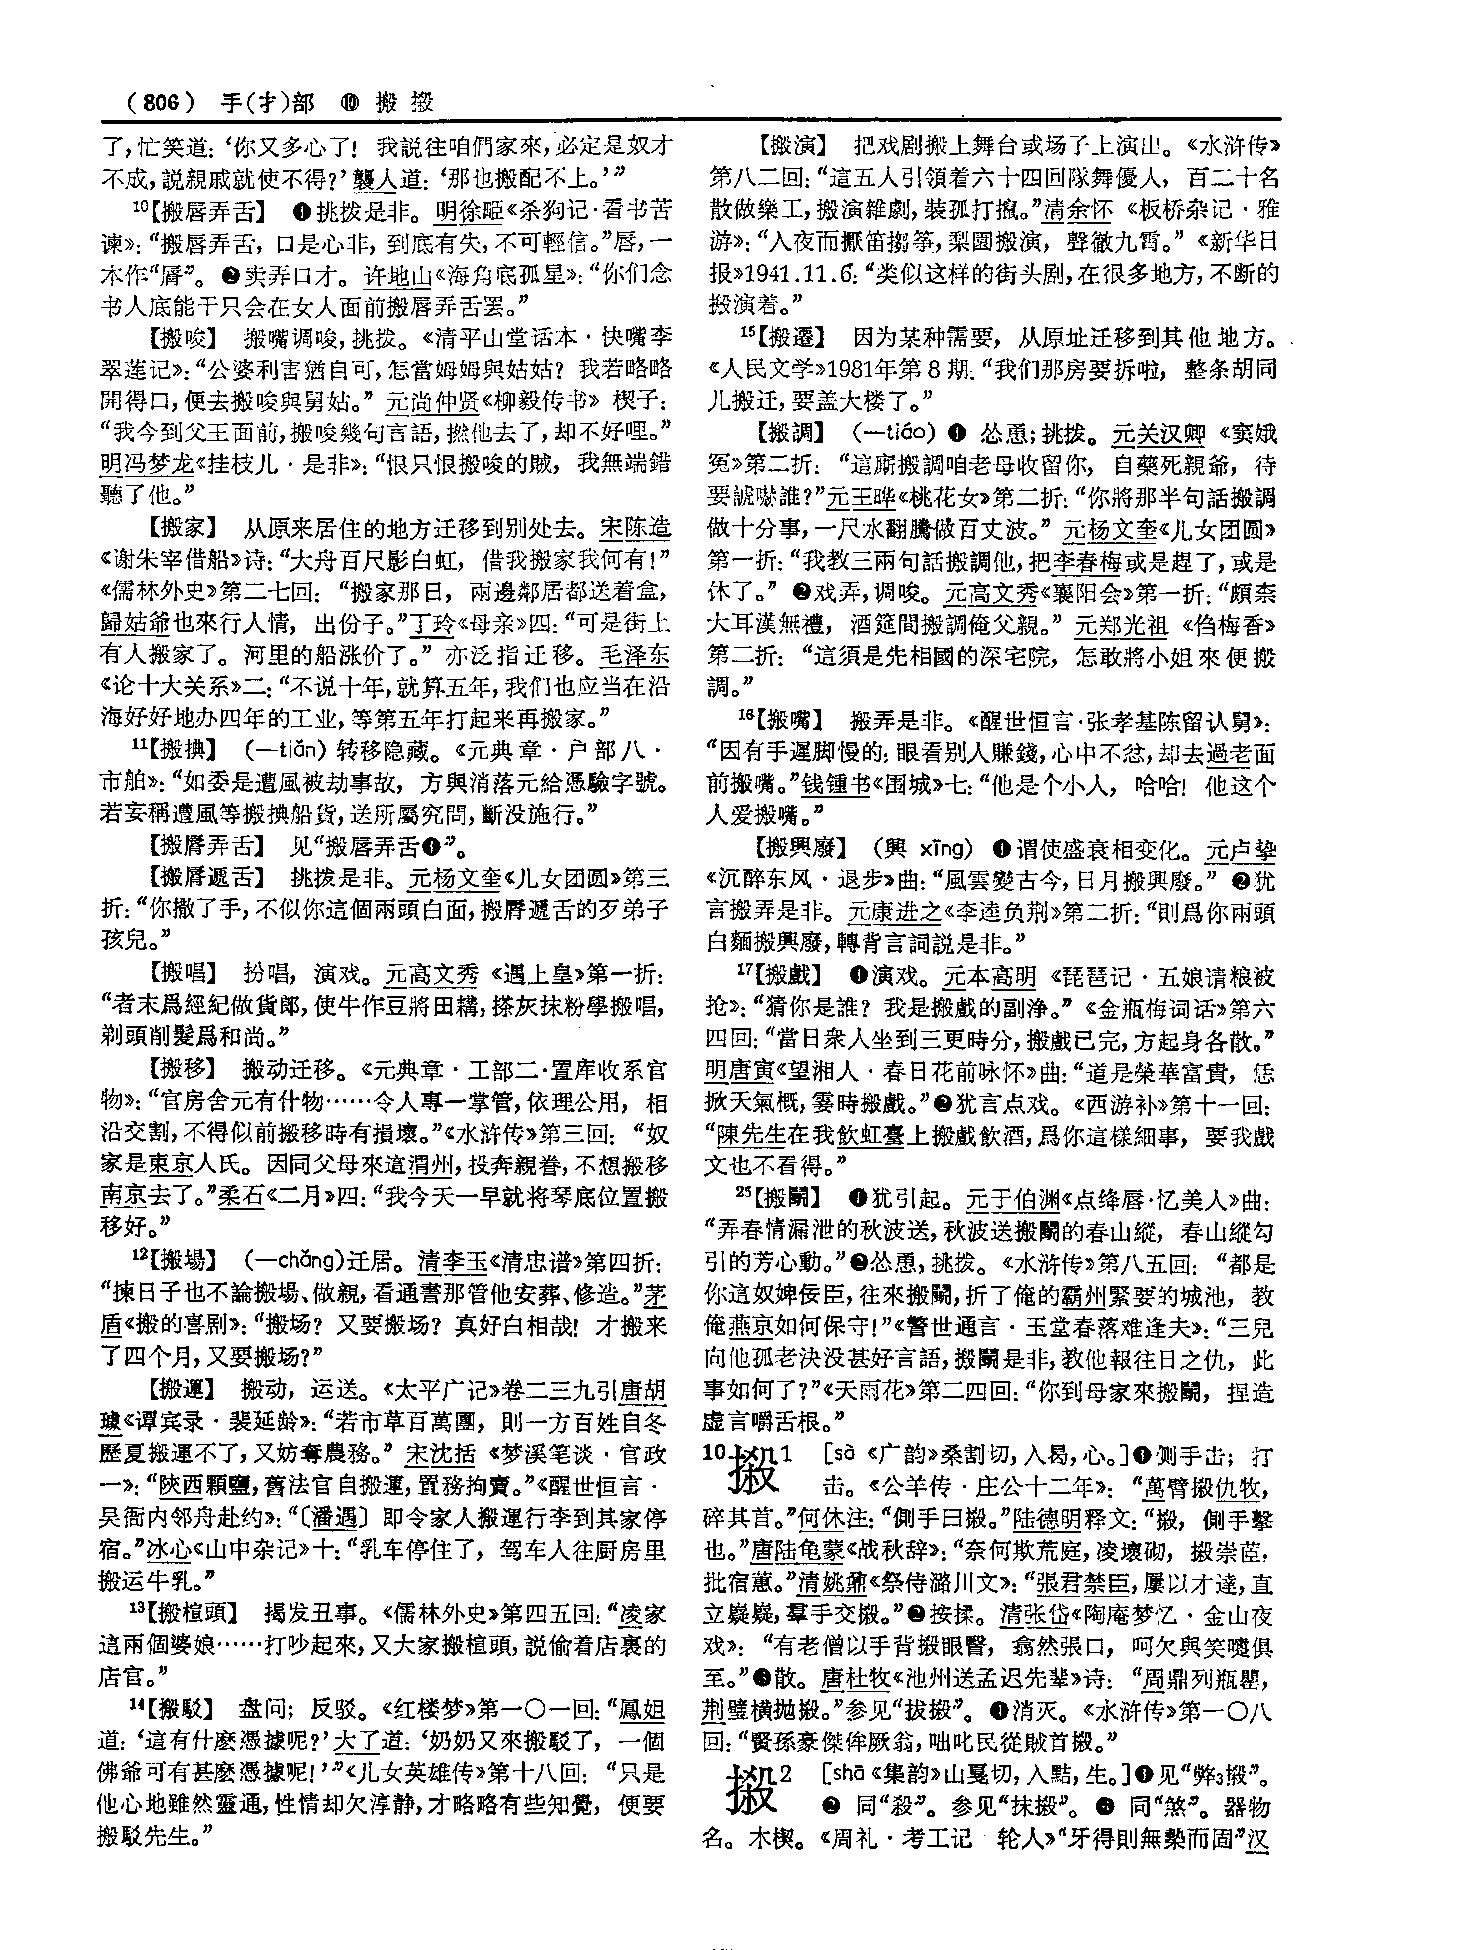 (806) 手(扌)部 ⑩ 搬 搬
了,忙笑道:‘你又多心了!我説往咱們家來,必定是奴才
不成,説親戚就使不得?’襲人道:‘那也搬配不上。’”
10【搬唇弄舌】 ❶挑拨是非。明徐㖘《杀狗记·看书苦
谏》:“搬唇弄舌,口是心非,到底有失,不可輕信。”唇,一
本作“脣”。❷卖弄口才。许地山《海角底孤星》:“你们念
书人底能干只会在女人面前搬唇弄舌罢。”
【搬唆】 搬嘴调唆,挑拨。《清平山堂话本·快嘴李
翠莲记》:“公婆利害猶自可,怎當姆姆與姑姑?我若略略
開得口,便去搬唆與舅姑。”元尚仲贤《柳毅传书》楔子:
“我今到父王面前,搬唆幾句言語,撚他去了,却不好哩。”
明冯梦龙《挂枝儿·是非》:“恨只恨搬唆的賊,我無端錯
聽了他。”
【搬家】 从原来居住的地方迁移到别处去。宋陈造
《谢朱宰借船》诗:“大舟百尺影白虹,借我搬家我何有!”
《儒林外史》第二七回:“搬家那日,兩邊鄰居都送着盒,
歸姑爺也來行人情,出份子。”丁玲《母亲》四:“可是街上
有人搬家了。河里的船涨价了。”亦泛指迁移。毛泽东
《论十大关系》二:“不说十年,就算五年,我们也应当在沿
海好好地办四年的工业,等第五年打起来再搬家。”
11【搬捵】 (—tiǎn)转移隐藏。《元典章·户部八·
市舶》:“如委是遭風被劫事故,方與消落元給憑驗字號。
若妄稱遭風等搬捵船貨,送所屬究問,斷没施行。”
【搬脣弄舌】 见“搬唇弄舌❶”。
【搬脣遞舌】 挑拨是非。元杨文奎《儿女团圆》第三
折:“你撒了手,不似你這個兩頭白面,搬脣遞舌的歹弟子
孩兒。”
【搬唱】 扮唱,演戏。元高文秀《遇上皇》第一折:
“者末爲經紀做貨郎,使牛作豆將田耩,搽灰抹粉學搬唱,
剃頭削髮爲和尚。”
【搬移】 搬动迁移。《元典章·工部二·置库收系官
物》:“官房舍元有什物……令人專一掌管,依理公用,相
沿交割,不得似前搬移時有損壞。”《水浒传》第三回:“奴
家是東京人氏。因同父母來這渭州,投奔親眷,不想搬移
南京去了。”柔石《二月》四:“我今天一早就将琴底位置搬
移好。”
12【搬場】 (—chǎng)迁居。清李玉《清忠谱》第四折:
“揀日子也不論搬場、做親,看通書那管他安葬、修造。”茅
盾《搬的喜剧》:“搬场?又要搬场?真好白相哉!才搬来
了四个月,又要搬场?”
【搬運】 搬动,运送。《太平广记》卷二三九引唐胡
璩《谭宾录·裴延龄》:“若市草百萬團,則一方百姓自冬
歷夏搬運不了,又妨奪農務。”宋沈括《梦溪笔谈·官政
一》:“陝西顆鹽,舊法官自搬運,置務拘賣。”《醒世恒言·
吴衙内邻舟赴约》:“〔潘遇〕即令家人搬運行李到其家停
宿。”冰心《山中杂记》十:“乳车停住了,驾车人往厨房里
搬运牛乳。”
13【搬楦頭】 揭发丑事。《儒林外史》第四五回:“凌家
這兩個婆娘……打吵起來,又大家搬楦頭,説偷着店裏的
店官。”
14【搬駁】 盘问;反驳。《红楼梦》第一〇一回:“鳳姐
道:‘這有什麽憑據呢?’大了道:‘奶奶又來搬駁了,一個
佛爺可有甚麽憑據呢!’”《儿女英雄传》第十八回:“只是
他心地雖然靈通,性情却欠淳静,才略略有些知覺,便要
搬駁先生。”
【搬演】 把戏剧搬上舞台或场子上演出。《水浒传》
第八二回:“這五人引領着六十四回隊舞優人,百二十名
散做樂工,搬演雜劇,裝孤打攛。”清余怀《板桥杂记·雅
游》:“入夜而擫笛搊筝,梨園搬演,聲徹九霄。”《新华日
报》1941.11.6:“类似这样的街头剧,在很多地方,不断的
搬演着。”
15【搬遷】 因为某种需要,从原址迁移到其他地方。
《人民文学》1981年第8期:“我们那房要拆啦,整条胡同
儿搬迁,要盖大楼了。”
【搬調】 (—tiáo)❶ 怂恿;挑拨。元关汉卿《窦娥
冤》第二折:“這廝搬調咱老母收留你,自藥死親爺,待
要諕嚇誰?”元王晔《桃花女》第二折:“你將那半句話搬調
做十分事,一尺水翻騰做百丈波。”元杨文奎《儿女团圆》
第一折:“我教三兩句話搬調他,把李春梅或是趕了,或是
休了。”❷戏弄,调唆。元高文秀《襄阳会》第一折:“頗柰
大耳漢無禮,酒筵間搬調俺父親。”元郑光祖《㑇梅香》
第二折:“這須是先相國的深宅院,怎敢將小姐來便搬
調。”
16【搬嘴】 搬弄是非。《醒世恒言·张孝基陈留认舅》:
“因有手遲脚慢的,眼看别人賺錢,心中不忿,却去過老面
前搬嘴。”钱锺书《围城》七:“他是个小人,哈哈!他这个
人爱搬嘴。”
【搬興廢】 (興 xīng)❶谓使盛衰相变化。元卢挚
《沉醉东风·退步》曲:“風雲變古今,日月搬興廢。”❷犹
言搬弄是非。元康进之《李逵负荆》第二折:“則爲你兩頭
白麵搬興廢,轉背言詞説是非。”
17【搬戲】 ❶演戏。元本高明《琵琶记·五娘请粮被
抢》:“猜你是誰?我是搬戲的副浄。”《金瓶梅词话》第六
四回:“當日衆人坐到三更時分,搬戲已完,方起身各散。”
明唐寅《望湘人·春日花前咏怀》曲:“道是榮華富貴,恁
掀天氣概,霎時搬戲。”❷犹言点戏。《西游补》第十一回:
“陳先生在我飲虹臺上搬戲飲酒,爲你這樣細事,要我戲
文也不看得。”
25【搬鬭】 ❶犹引起。元于伯渊《点绛唇·忆美人》曲:
“弄春情漏泄的秋波送,秋波送搬鬭的春山縱,春山縱勾
引的芳心動。”❷怂恿,挑拨。《水浒传》第八五回:“都是
你這奴婢佞臣,往來搬鬭,折了俺的霸州緊要的城池,教
俺燕京如何保守!”《警世通言·玉堂春落难逢夫》:“三兒
向他孤老決没甚好言語,搬鬭是非,教他報往日之仇,此
事如何了?”《天雨花》第二四回:“你到母家來搬鬭,捏造
虚言嚼舌根。”
10摋1 [sà《广韵》桑割切,入曷,心。]❶侧手击;打
击。《公羊传·庄公十二年》:“萬臂摋仇牧,
碎其首。”何休注:“側手曰摋。”陆德明释文:“摋,側手擊
也。”唐陆龟蒙《战秋辞》:“奈何欺荒庭,凌壞砌,摋崇茝,
批宿蕙。”清姚鼐《祭侍潞川文》:“張君禁臣,屢以才達,直
立嶷嶷,羣手交摋。”❷按揉。清张岱《陶庵梦忆·金山夜
戏》:“有老僧以手背摋眼瞖,翕然張口,呵欠與笑嚏俱
至。”❸散。唐杜牧《池州送孟迟先辈》诗:“周鼎列瓶罌,
荆璧横抛摋。”参见“拔摋”。❹消灭。《水浒传》第一〇八
回:“賢孫豪傑侔厥翁,咄叱民從賊首摋。”
摋2 [shā《集韵》山戛切,入黠,生。]❶见“弊3摋”。
❷ 同“殺”。参见“抹摋”。❸ 同“煞”。器物
名。木楔。《周礼·考工记 轮人》“牙得則無槷而固”汉